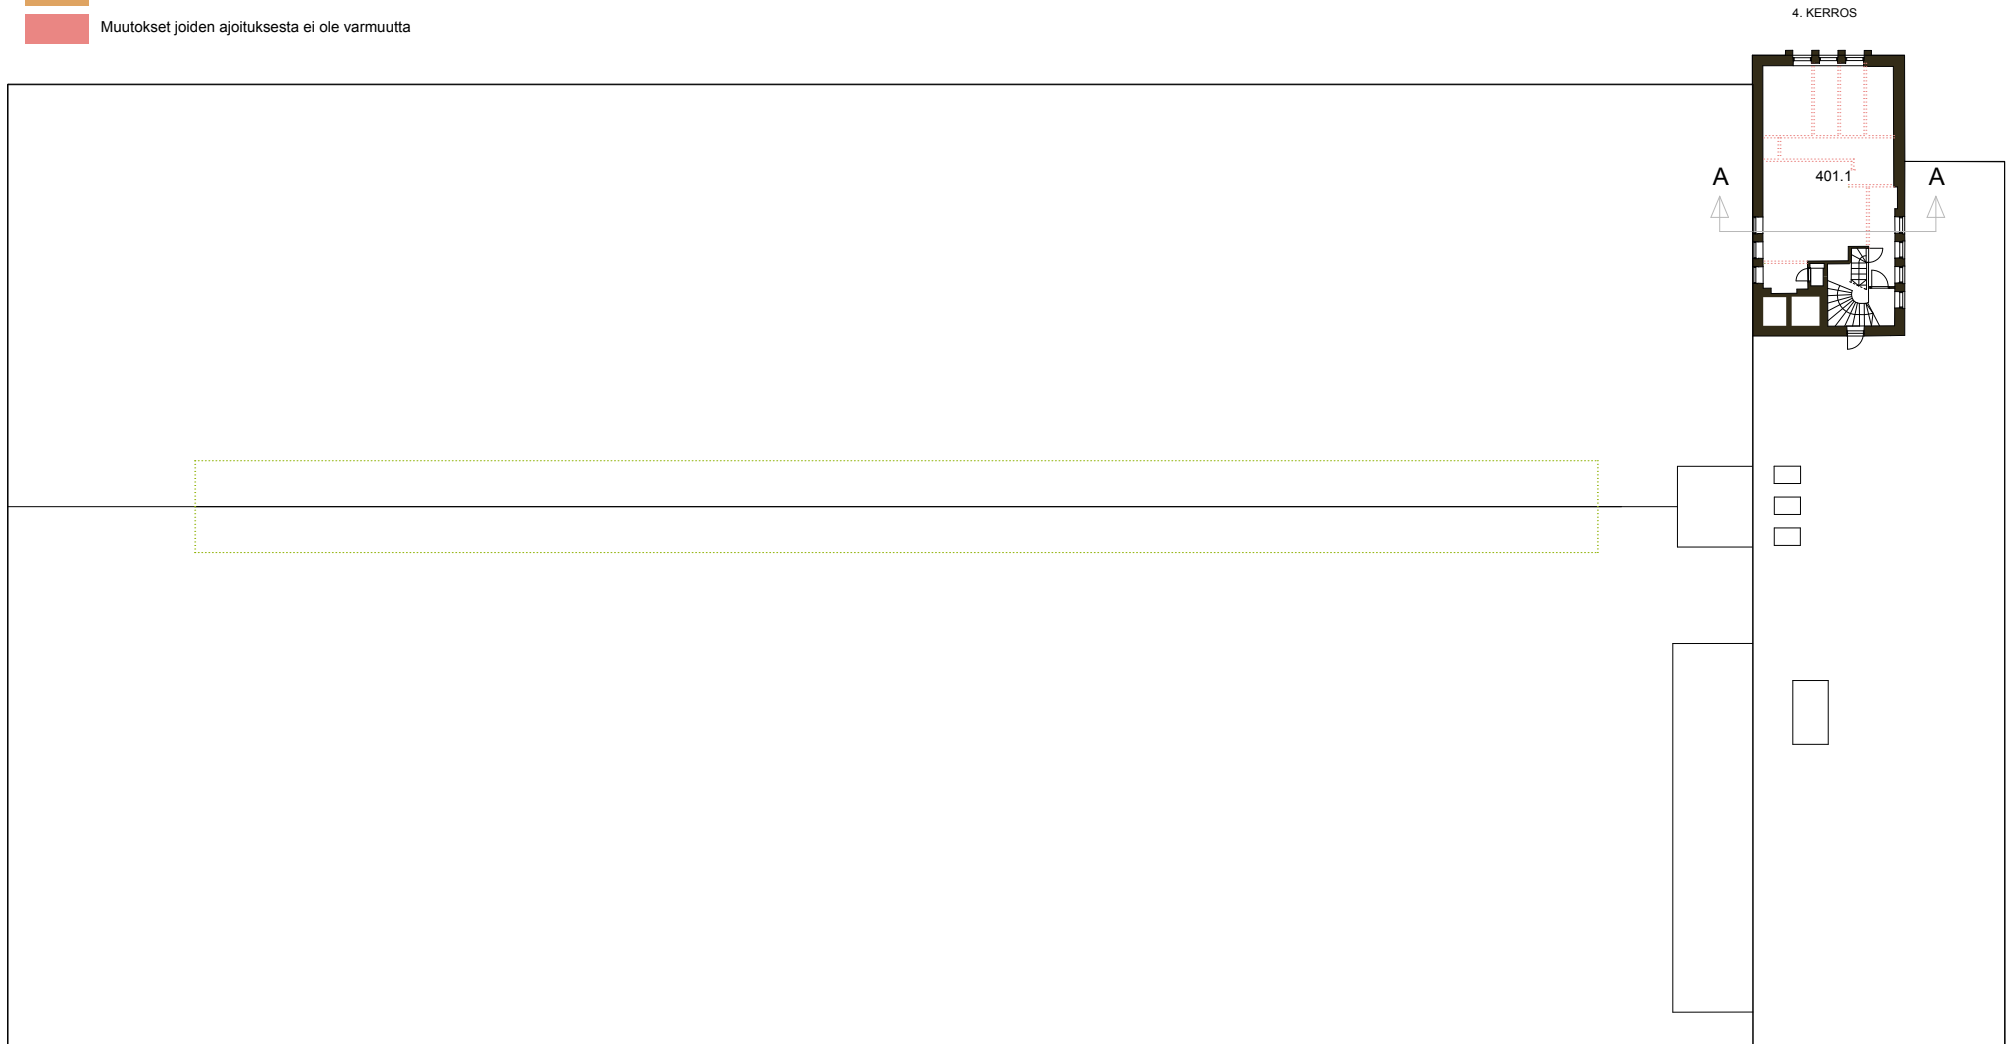 Muutokset joiden ajoituksesta ei ole varmuutta
4. KERROS
A
401.1
A